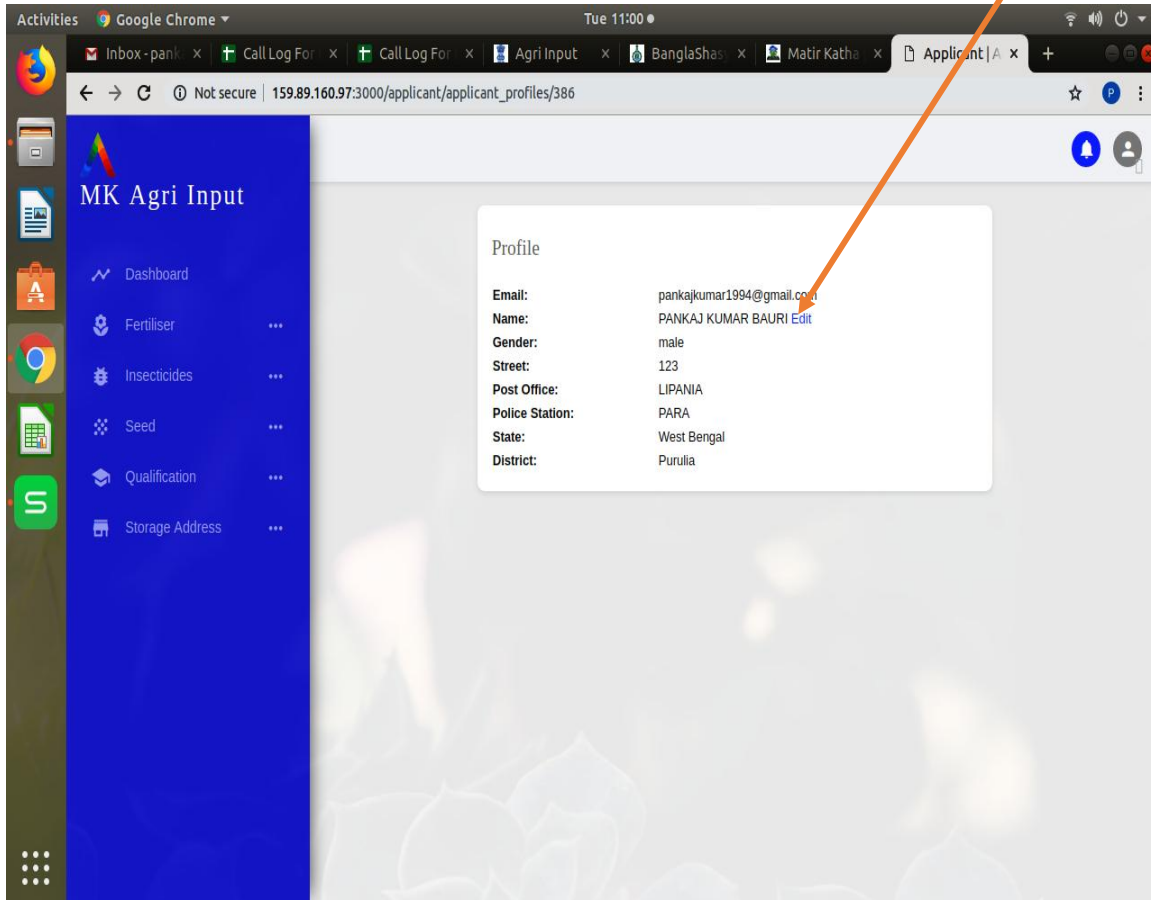 Activities Google Chrome Tue 11:00
Inbox - pank Call Log For Call Log For Agri Input BanglaShas Matir Katha Applicant | A
Not secure 159.89.160.97:3000/applicant/applicant_profiles/386 P
MK Agri Input
Profile
Dashboard
Email: pankajkumar1994@gmail.com
Name: PANKAJ KUMAR BAURI Edit
Fertiliser
Gender: male
Street: 123
Insecticides
Post Office: LIPANIA
Police Station: PARA
Seed
State: West Bengal
District: Purulia
Qualification
Storage Address